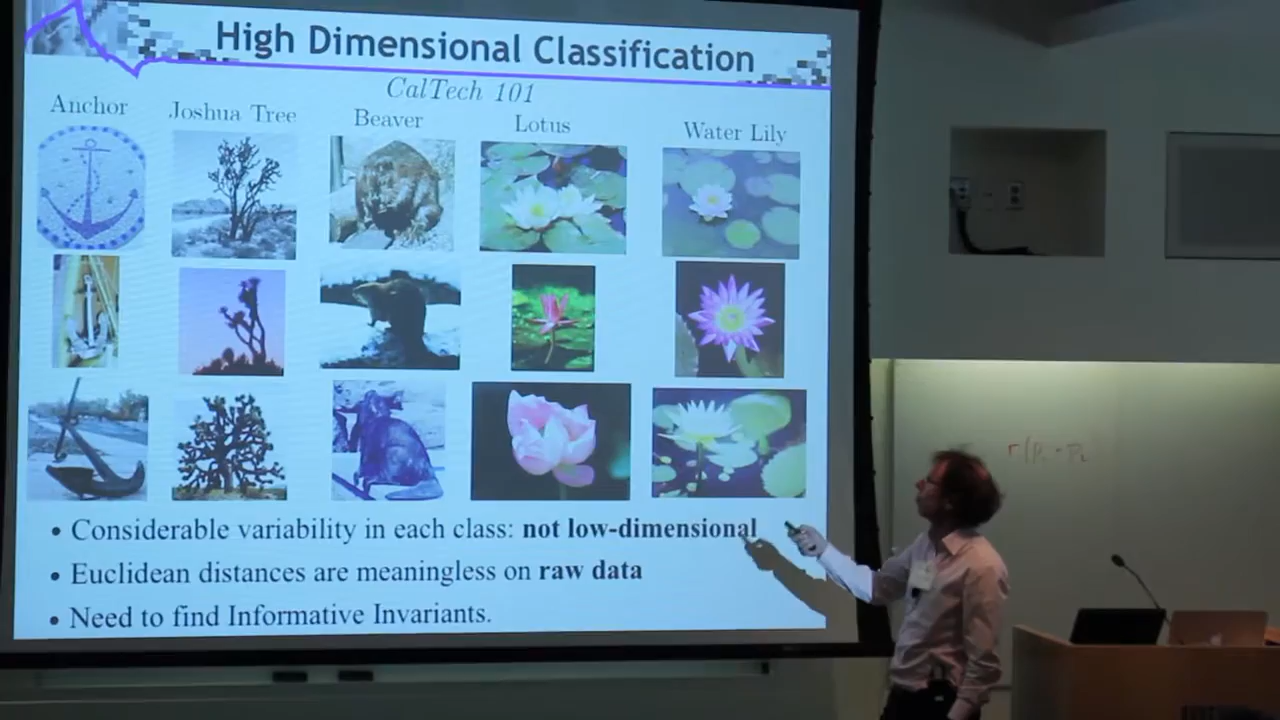 High Dimensional Classification
CalTech 101
Anchor Joshua Tree Beaver Lotus Water Lily
• Considerable variability in each class: not low-dimensional
• Euclidean distances are meaningless on raw data
• Need to find Informative Invariants.